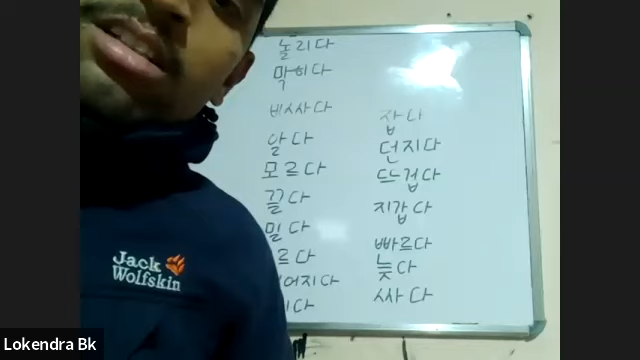 놀리다
막히다
비싸다
알다
모르다
끌다
밀다
르다
어지다
다
잡다
던지다
뜨겁다
지갑다
빠르다
늦다
싸다
Jack
Wolfskin
Lokendra Bk